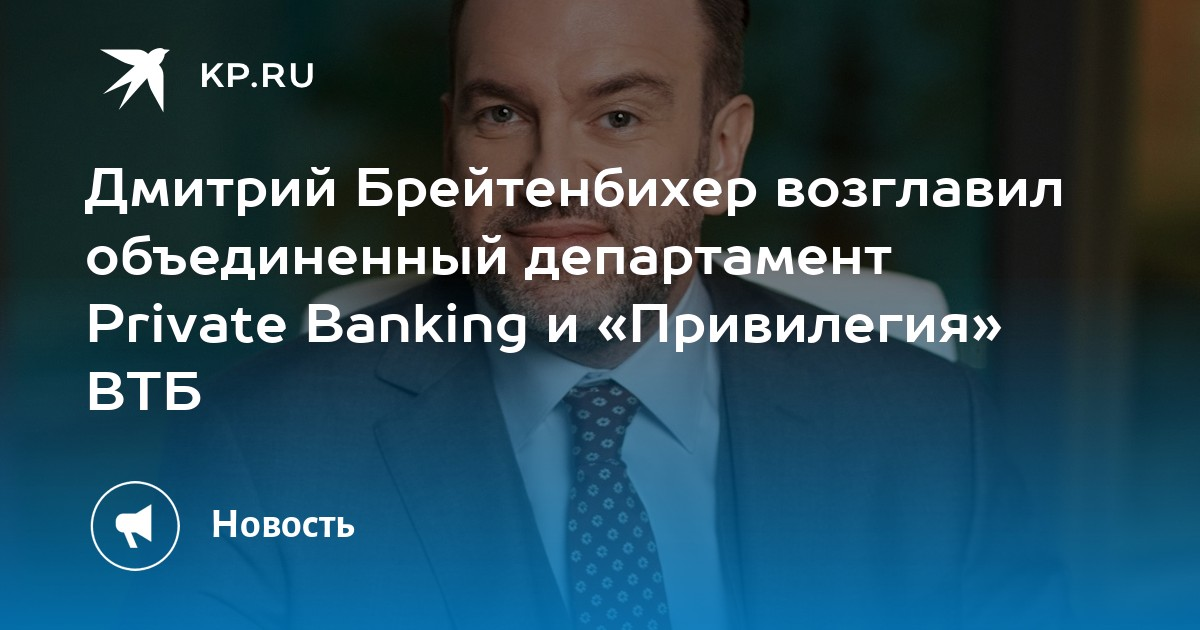 KP.RU
Дмитрий Брейтенбихер возглавил
объединенный департамент
Private Banking и «Привилегия»
ВТБ
Новость